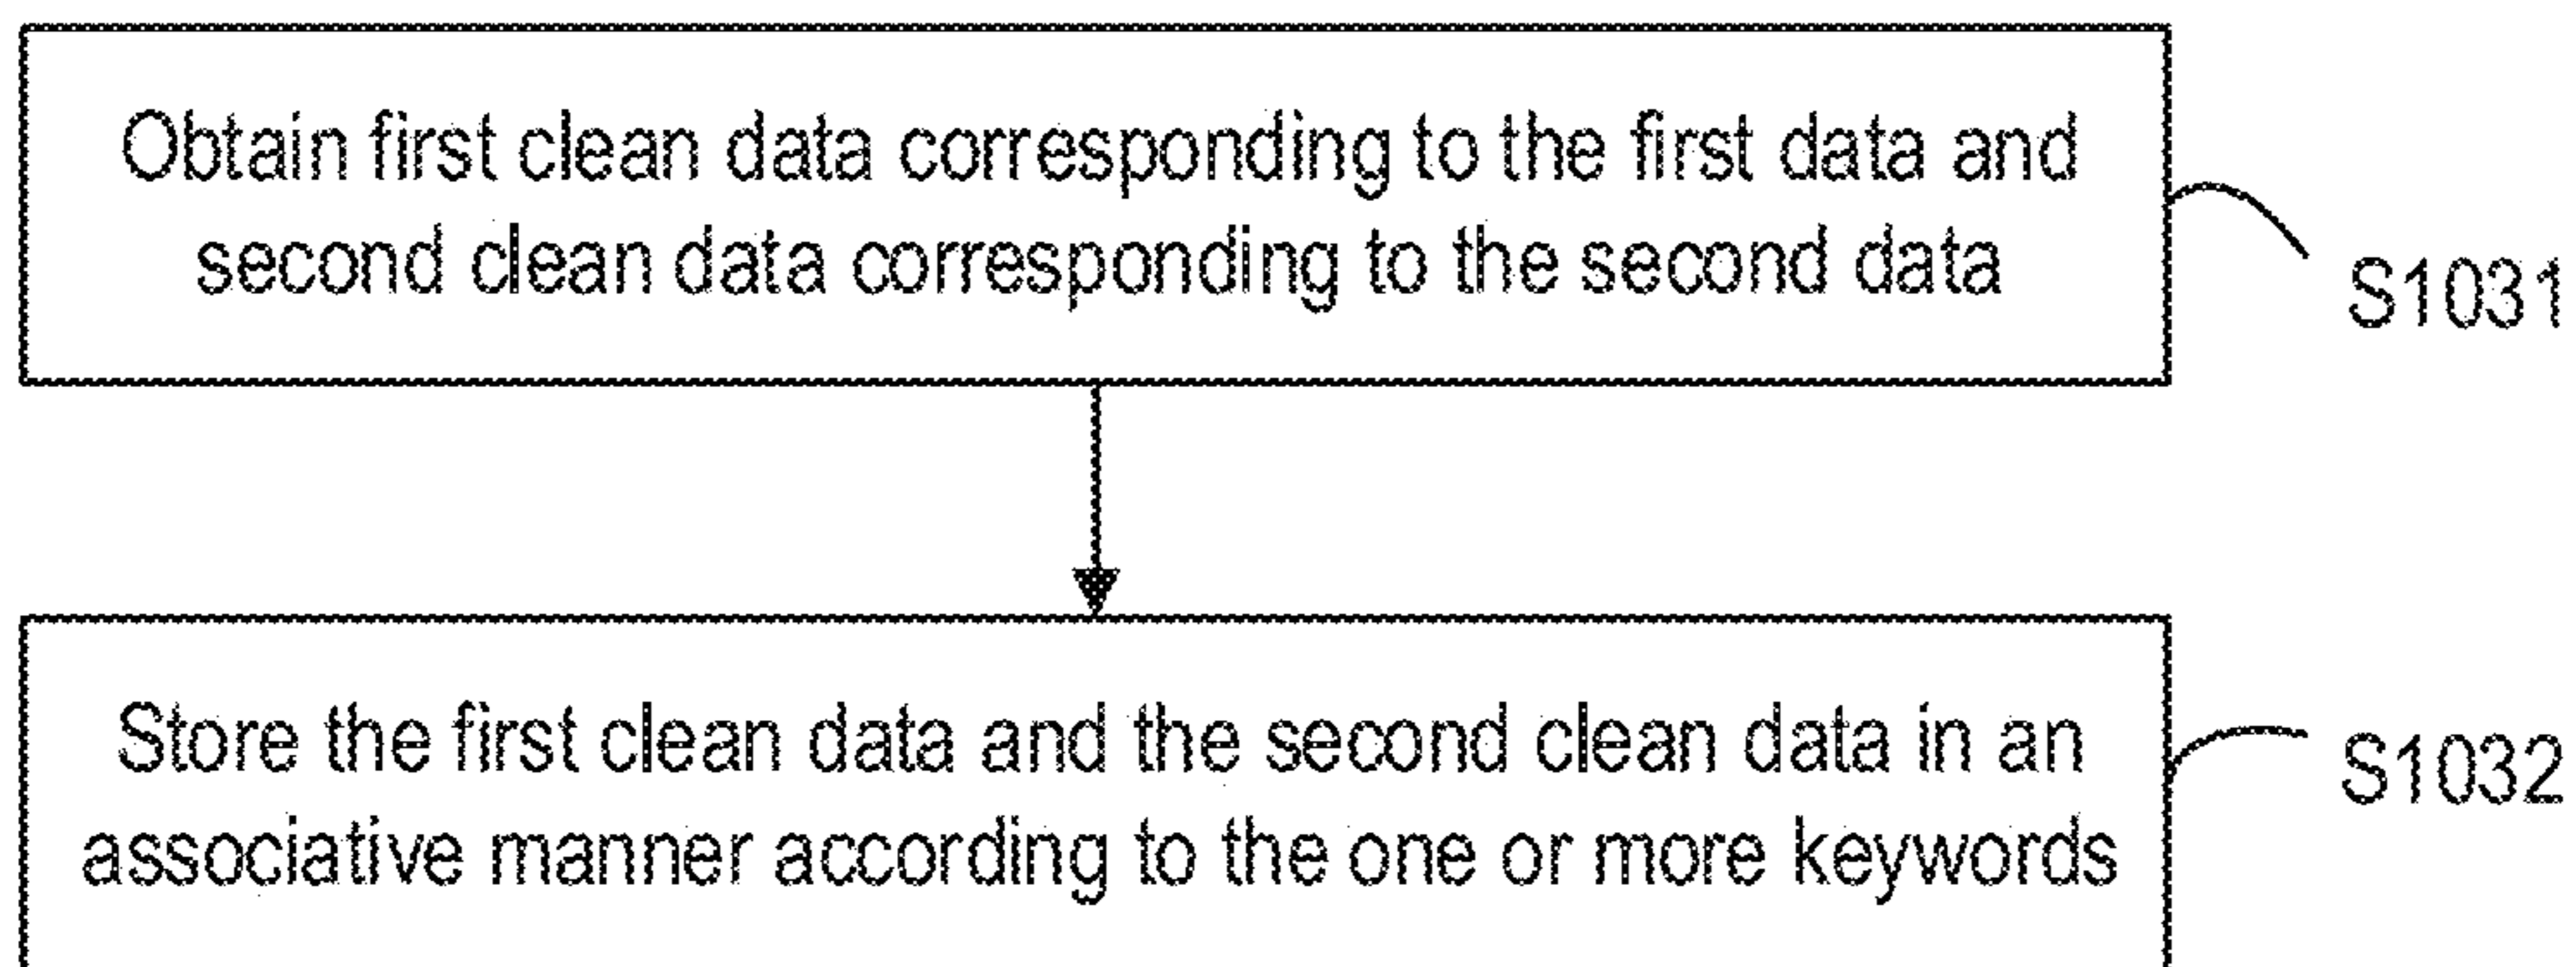 Obtain first clean data corresponding to the first data and
second clean data corresponding to the second data
S1031
Store the first clean data and the second clean data in an
associative manner according to the one or more keywords
S1032